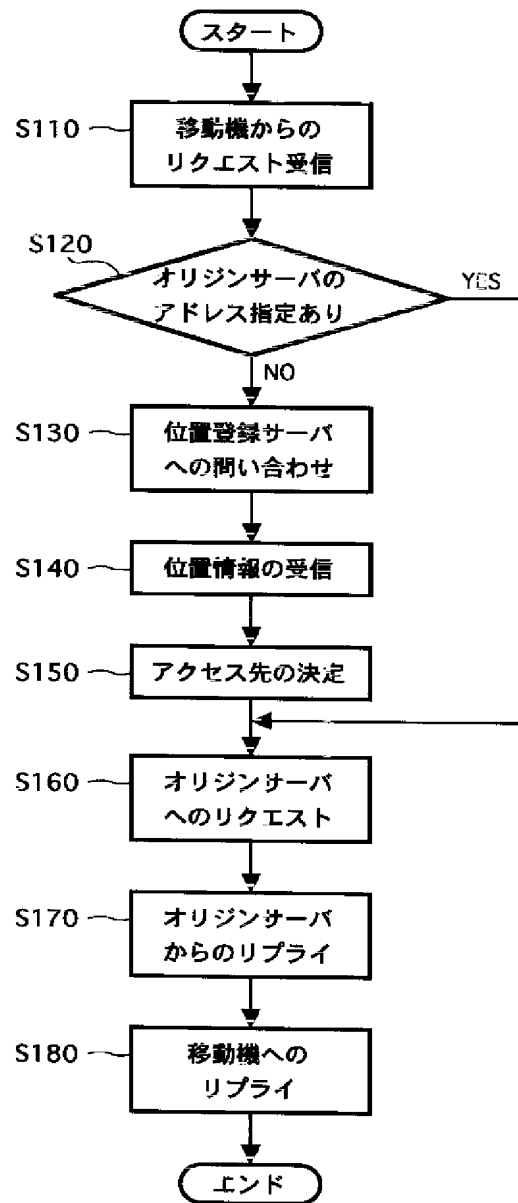 スタート
S110
移動機からの
リクエスト受信
S120
オリジンサーバの
アドレス指定あり
YES
NO
S130
位置登録サーバ
への問い合わせ
S140
位置情報の受信
S150
アクセス先の決定
S160
オリジンサーバ
へのリクエスト
S170
オリジンサーバ
からのリプライ
S180
移動機への
リプライ
エンド